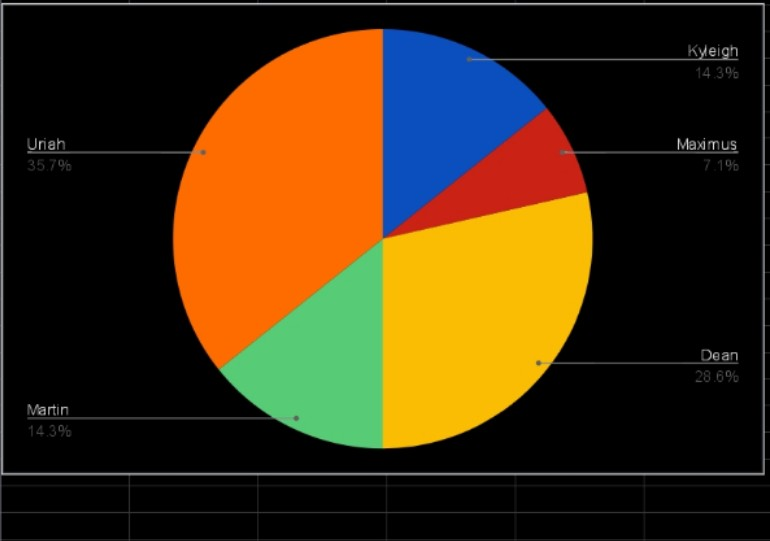 Kyleigh
14.3%
Maximus
7.1%
Uriah
35.7%
Dean
28.6%
Martin
14.3%